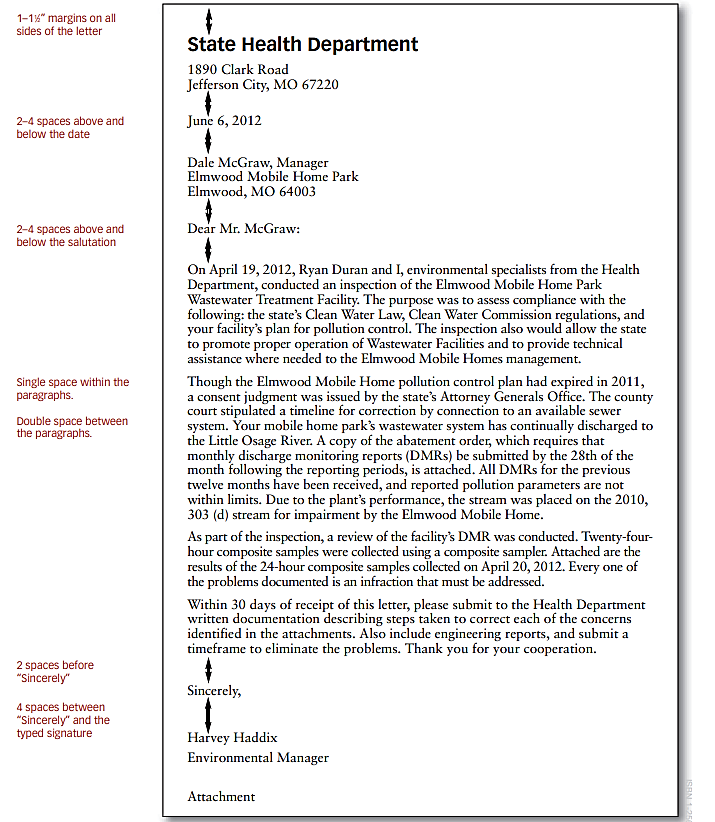 1–1½" margins on all
sides of the letter
State Health Department
1890 Clark Road
Jefferson City, MO 67220
2–4 spaces above and
below the date
June 6, 2012
Dale McGraw, Manager
Elmwood Mobile Home Park
Elmwood, MO 64003
2–4 spaces above and
below the salutation
Dear Mr. McGraw:
On April 19, 2012, Ryan Duran and I, environmental specialists from the Health
Department, conducted an inspection of the Elmwood Mobile Home Park
Wastewater Treatment Facility. The purpose was to assess compliance with the
following: the state's Clean Water Law, Clean Water Commission regulations, and
your facility's plan for pollution control. The inspection also would allow the state
to promote proper operation of Wastewater Facilities and to provide technical
assistance where needed to the Elmwood Mobile Homes management.
Single space within the
paragraphs.
Double space between
the paragraphs.
Though the Elmwood Mobile Home pollution control plan had expired in 2011,
a consent judgment was issued by the state's Attorney Generals Office. The county
court stipulated a timeline for correction by connection to an available sewer
system. Your mobile home park's wastewater system has continually discharged to
the Little Osage River. A copy of the abatement order, which requires that
monthly discharge monitoring reports (DMRs) be submitted by the 28th of the
month following the reporting periods, is attached. All DMRs for the previous
twelve months have been received, and reported pollution parameters are not
within limits. Due to the plant's performance, the stream was placed on the 2010,
303 (d) stream for impairment by the Elmwood Mobile Home.
As part of the inspection, a review of the facility's DMR was conducted. Twenty-four-
hour composite samples were collected using a composite sampler. Attached are the
results of the 24-hour composite samples collected on April 20, 2012. Every one of
the problems documented is an infraction that must be addressed.
Within 30 days of receipt of this letter, please submit to the Health Department
written documentation describing steps taken to correct each of the concerns
identified in the attachments. Also include engineering reports, and submit a
timeframe to eliminate the problems. Thank you for your cooperation.
2 spaces before
"Sincerely"
Sincerely,
4 spaces between
"Sincerely" and the
typed signature
Harvey Haddix
Environmental Manager
Attachment